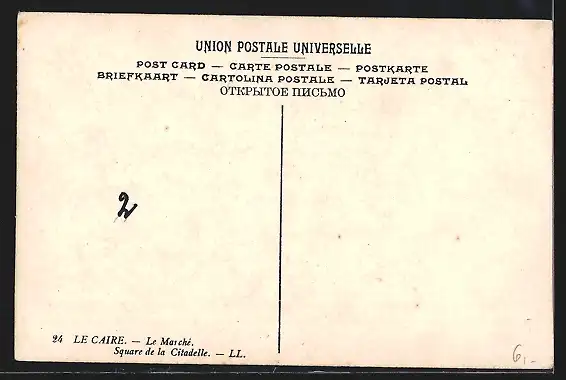 UNION POSTALE UNIVERSELLE
POST CARD — CARTE POSTALE — POSTKARTE
BRIEFKAART — CARTOLINA POSTALE — TARJETA POSTAL
ОТКРЫТОЕ ПИСЬМО
2
24 LE CAIRE. — Le Marché.
Square de la Citadelle. — LL.
6,-